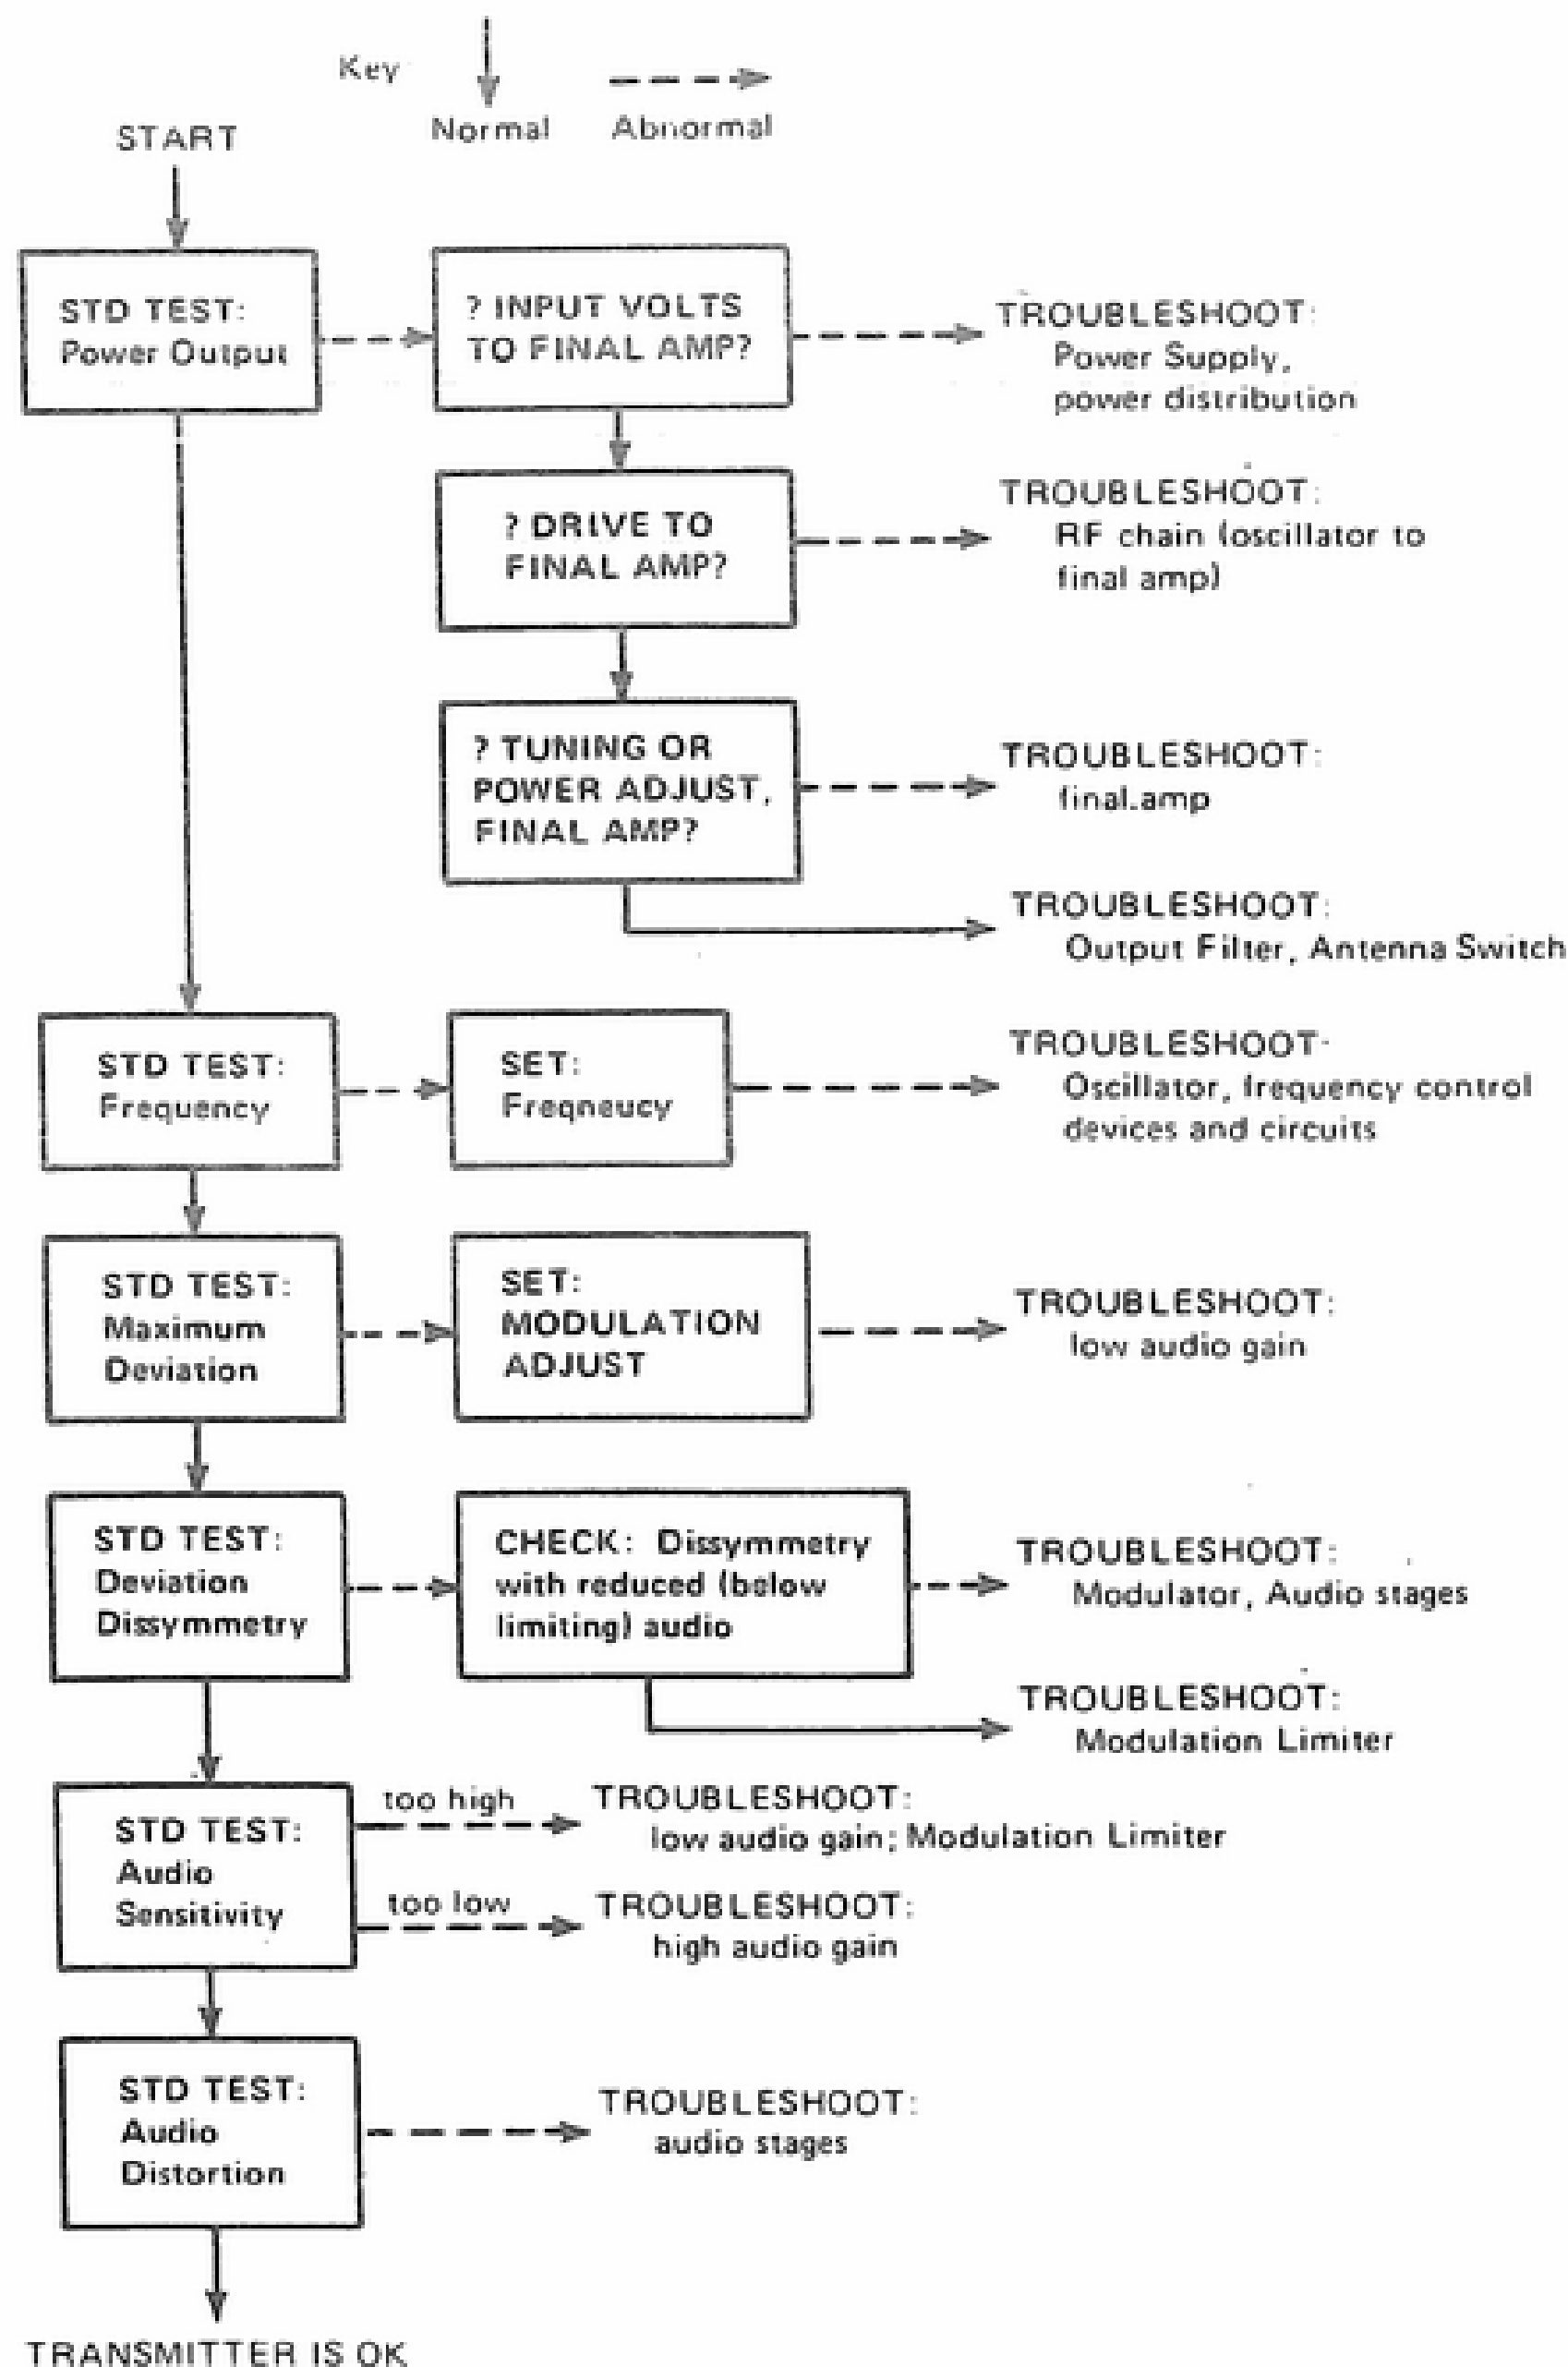 Key
Normal
Abnormal
START
STD TEST:
Power Output
? INPUT VOLTS
TO FINAL AMP?
TROUBLESHOOT:
Power Supply,
power distribution
? DRIVE TO
FINAL AMP?
TROUBLESHOOT:
RF chain (oscillator to
final amp)
? TUNING OR
POWER ADJUST,
FINAL AMP?
TROUBLESHOOT:
final.amp
TROUBLESHOOT:
Output Filter, Antenna Switch
STD TEST:
Frequency
SET:
Freqneucy
TROUBLESHOOT:
Oscillator, frequency control
devices and circuits
STD TEST:
Maximum
Deviation
SET:
MODULATION
ADJUST
TROUBLESHOOT:
low audio gain
STD TEST:
Deviation
Dissymmetry
CHECK: Dissymmetry
with reduced (below
limiting) audio
TROUBLESHOOT:
Modulator, Audio stages
TROUBLESHOOT:
Modulation Limiter
STD TEST:
Audio
Sensitivity
too high
TROUBLESHOOT:
low audio gain; Modulation Limiter
too low
TROUBLESHOOT:
high audio gain
STD TEST:
Audio
Distortion
TROUBLESHOOT:
audio stages
TRANSMITTER IS OK